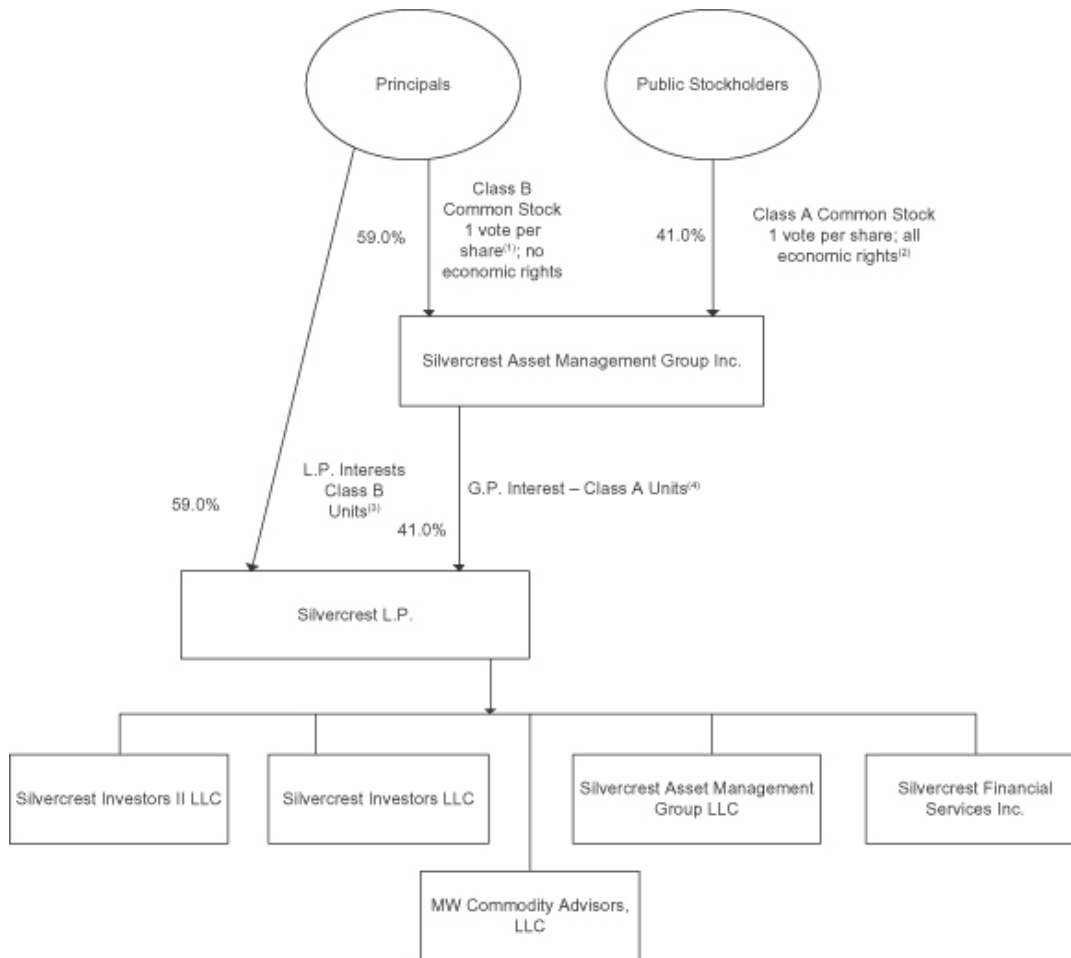 Principals
Public Stockholders
59.0%
Class B
Common Stock
1 vote per
share(1); no
economic rights
41.0%
Class A Common Stock
1 vote per share; all
economic rights(2)
Silvercrest Asset Management Group Inc.
59.0%
L.P. Interests
Class B
Units(3)
41.0%
G.P. Interest – Class A Units(4)
Silvercrest L.P.
Silvercrest Investors II LLC
Silvercrest Investors LLC
Silvercrest Asset Management
Group LLC
Silvercrest Financial
Services Inc.
MW Commodity Advisors,
LLC